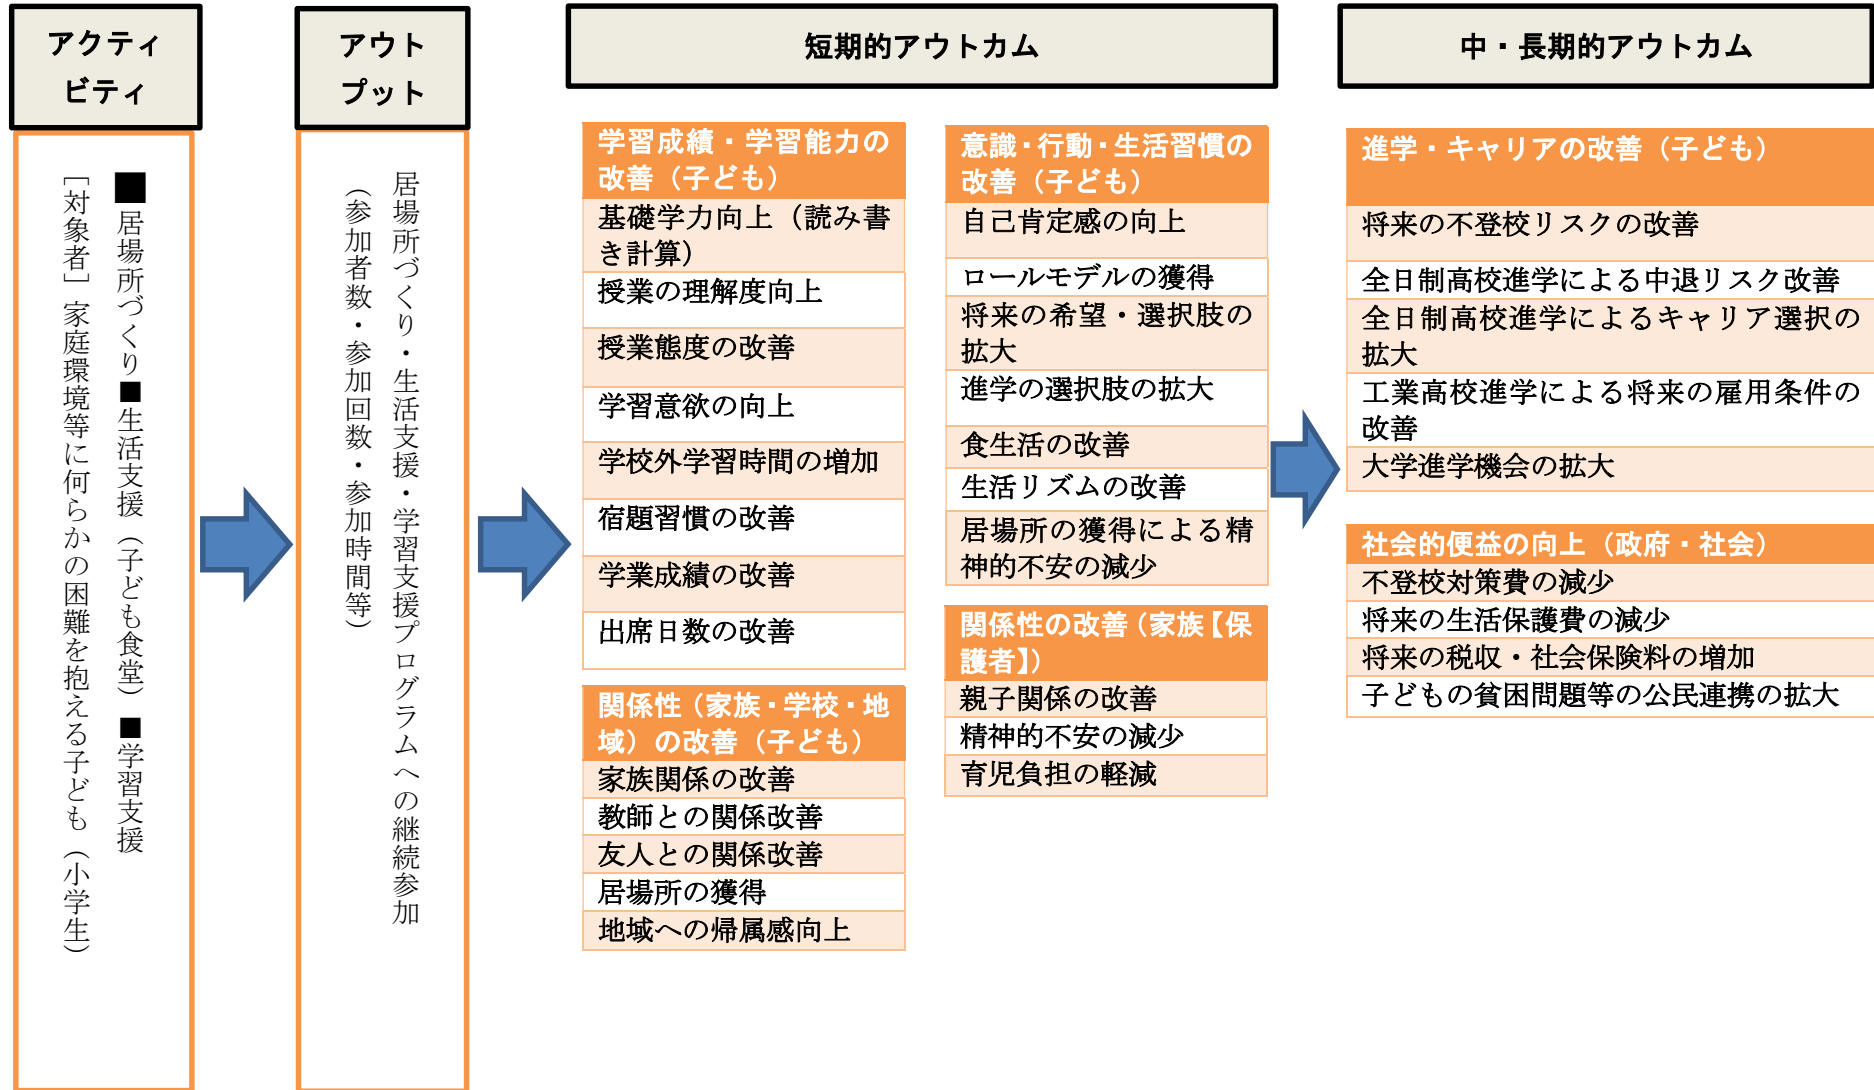 アクティ
ビティ
■居場所づくり■生活支援（子ども食堂）■学習支援
［対象者］家庭環境等に何らかの困難を抱える子ども（小学生）
アウト
プット
居場所づくり・生活支援・学習支援プログラムへの継続参加
（参加者数・参加回数・参加時間等）
短期的アウトカム
学習成績・学習能力の
改善（子ども）
基礎学力向上（読み書
き計算）
授業の理解度向上
授業態度の改善
学習意欲の向上
学校外学習時間の増加
宿題習慣の改善
学業成績の改善
出席日数の改善
関係性（家族・学校・地
域）の改善（子ども）
家族関係の改善
教師との関係改善
友人との関係改善
居場所の獲得
地域への帰属感向上
意識・行動・生活習慣の
改善（子ども）
自己肯定感の向上
ロールモデルの獲得
将来の希望・選択肢の
拡大
進学の選択肢の拡大
食生活の改善
生活リズムの改善
居場所の獲得による精
神的不安の減少
関係性の改善（家族【保
護者】）
親子関係の改善
精神的不安の減少
育児負担の軽減
中・長期的アウトカム
進学・キャリアの改善（子ども）
将来の不登校リスクの改善
全日制高校進学による中退リスク改善
全日制高校進学によるキャリア選択の
拡大
工業高校進学による将来の雇用条件の
改善
大学進学機会の拡大
社会的便益の向上（政府・社会）
不登校対策費の減少
将来の生活保護費の減少
将来の税収・社会保険料の増加
子どもの貧困問題等の公民連携の拡大